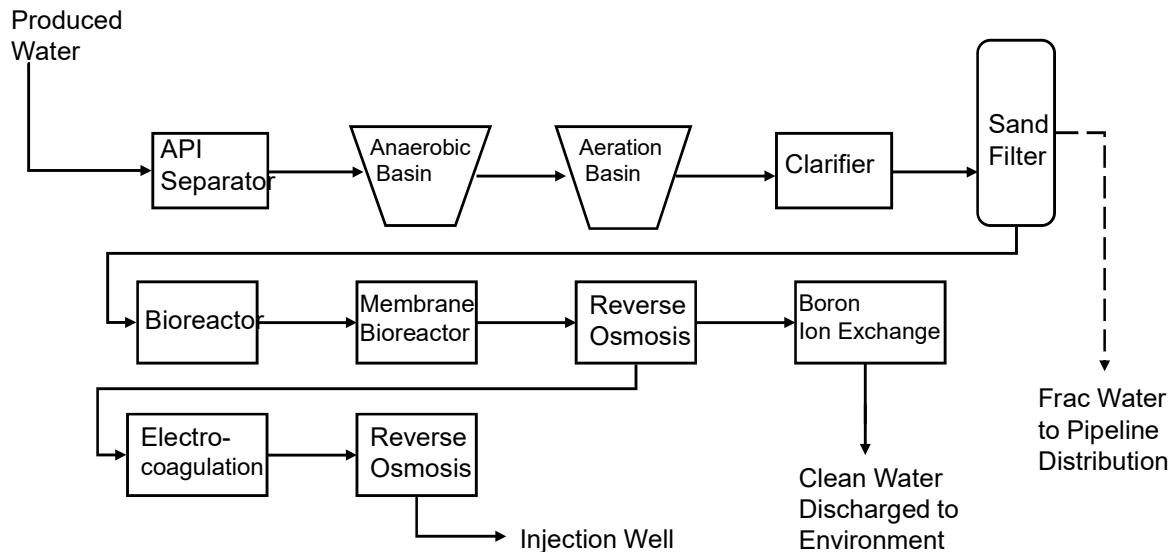 Produced
Water
API
Separator
Anaerobic
Basin
Aeration
Basin
Clarifier
Sand
Filter
Bioreactor
Membrane
Bioreactor
Reverse
Osmosis
Boron
Ion Exchange
Frac Water
to Pipeline
Distribution
Electro-
coagulation
Reverse
Osmosis
Clean Water
Discharged to
Environment
Injection Well